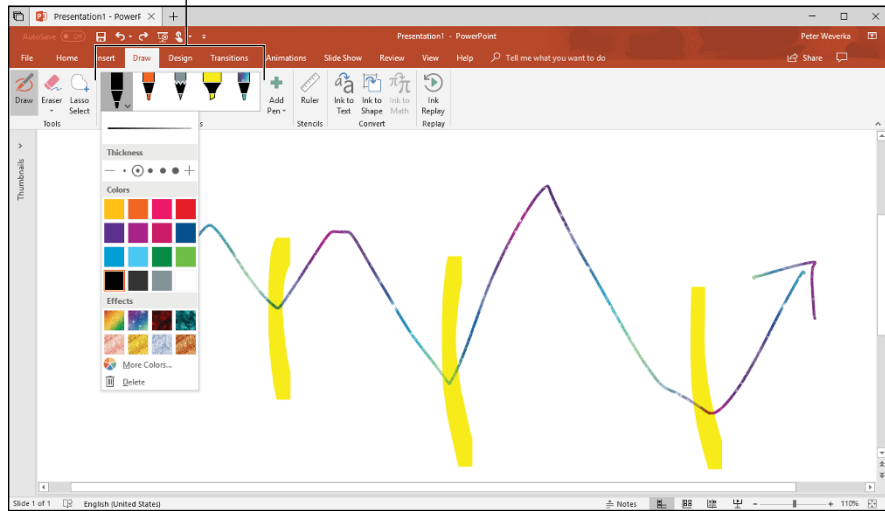 Presentation1 - PowerF
AutoSave Off
Presentation1 - PowerPoint
Peter Weverka
File Home nsert Draw Design Transitions Animations Slide Show Review View Help Tell me what you want to do Share
Draw Eraser Lasso Select
Add Pen
Ruler
Ink to Text
Ink to Shape
Ink to Math
Ink Replay
Tools s Stencils Convert Replay
Thumbnails
Thickness
Colors
Effects
More Colors...
Delete
Slide 1 of 1 English (United States) Notes 110%